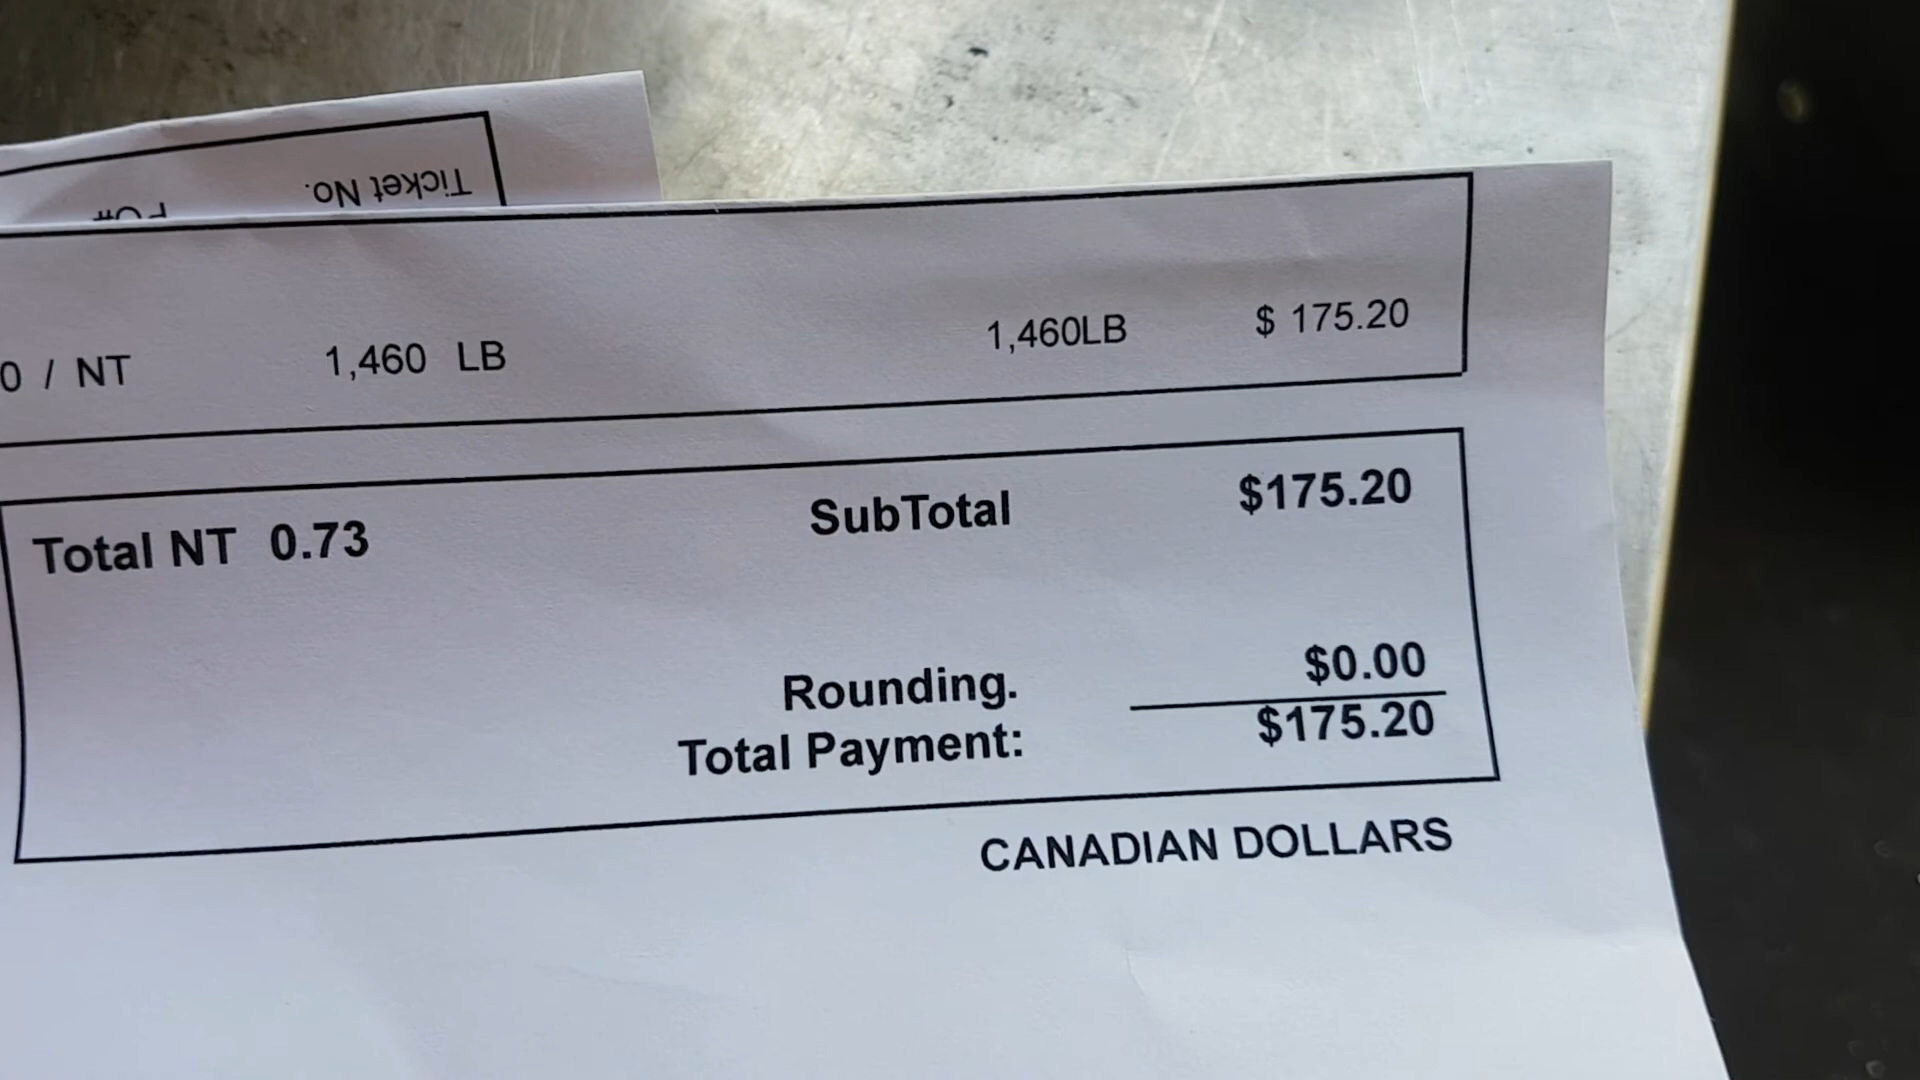 Ticket No.
0 / NT 1,460 LB 1,460LB $ 175.20
Total NT 0.73 SubTotal $175.20
Rounding. $0.00
Total Payment: $175.20
CANADIAN DOLLARS